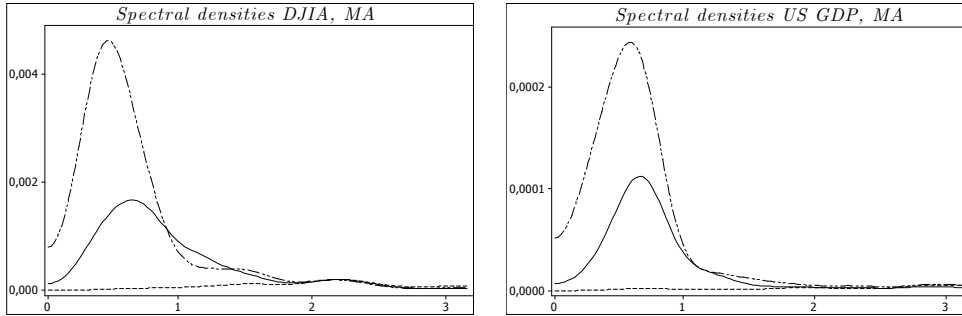 Spectral densities DJIA, MA
0,004
0,002
0,000
0 1 2 3
Spectral densities US GDP, MA
0,0002
0,0001
0,0000
0 1 2 3